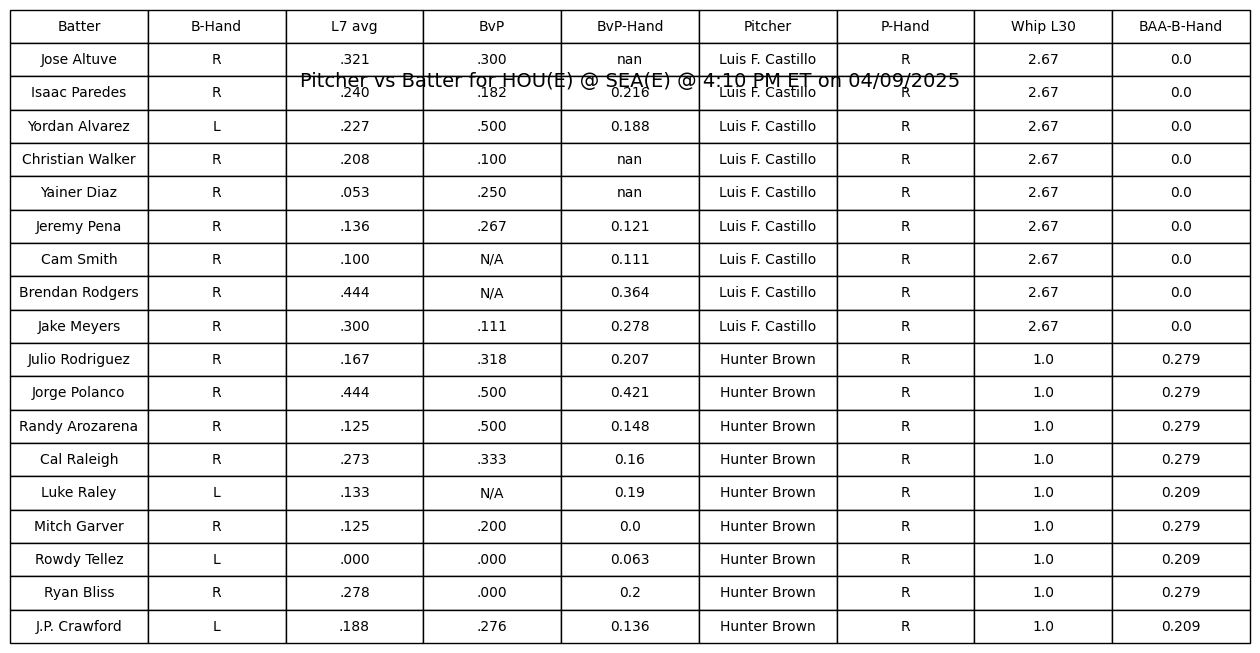 Batter B-Hand L7 avg BvP BvP-Hand Pitcher P-Hand Whip L30 BAA-B-Hand
Jose Altuve R .321 .300 nan Luis F. Castillo R 2.67 0.0
Pitcher vs Batter for HOU(E) @ SEA(E) @ 4:10 PM ET on 04/09/2025
Isaac Paredes R .240 .182 0.216 Luis F. Castillo R 2.67 0.0
Yordan Alvarez L .227 .500 0.188 Luis F. Castillo R 2.67 0.0
Christian Walker R .208 .100 nan Luis F. Castillo R 2.67 0.0
Yainer Diaz R .053 .250 nan Luis F. Castillo R 2.67 0.0
Jeremy Pena R .136 .267 0.121 Luis F. Castillo R 2.67 0.0
Cam Smith R .100 N/A 0.111 Luis F. Castillo R 2.67 0.0
Brendan Rodgers R .444 N/A 0.364 Luis F. Castillo R 2.67 0.0
Jake Meyers R .300 .111 0.278 Luis F. Castillo R 2.67 0.0
Julio Rodriguez R .167 .318 0.207 Hunter Brown R 1.0 0.279
Jorge Polanco R .444 .500 0.421 Hunter Brown R 1.0 0.279
Randy Arozarena R .125 .500 0.148 Hunter Brown R 1.0 0.279
Cal Raleigh R .273 .333 0.16 Hunter Brown R 1.0 0.279
Luke Raley L .133 N/A 0.19 Hunter Brown R 1.0 0.209
Mitch Garver R .125 .200 0.0 Hunter Brown R 1.0 0.279
Rowdy Tellez L .000 .000 0.063 Hunter Brown R 1.0 0.209
Ryan Bliss R .278 .000 0.2 Hunter Brown R 1.0 0.279
J.P. Crawford L .188 .276 0.136 Hunter Brown R 1.0 0.209